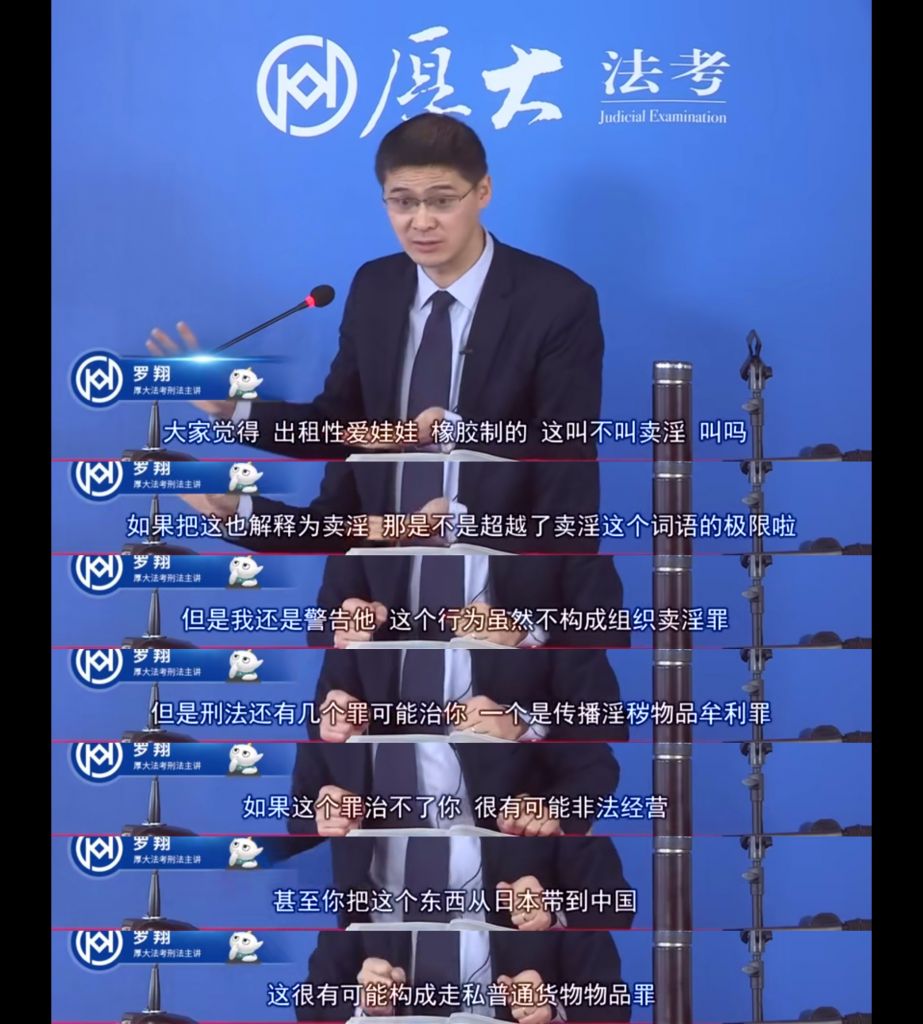 厚大
法考
Judicial Examination
罗翔
厚大法考刑法主讲
大家觉得 出租性爱娃娃 橡胶制的 这叫不叫卖淫 叫吗
罗翔
厚大法考刑法主讲
如果把这也解释为卖淫 那是不是超越了卖淫这个词语的极限啦
罗翔
厚大法考刑法主讲
但是我还是警告他 这个行为虽然不构成组织卖淫罪
罗翔
厚大法考刑法主讲
但是刑法还有几个罪可能治你 一个是传播淫秽物品牟利罪
罗翔
厚大法考刑法主讲
如果这个罪治不了你 很有可能非法经营
罗翔
厚大法考刑法主讲
甚至你把这个东西从日本带到中国
罗翔
厚大法考刑法主讲
这很有可能构成走私普通货物物品罪